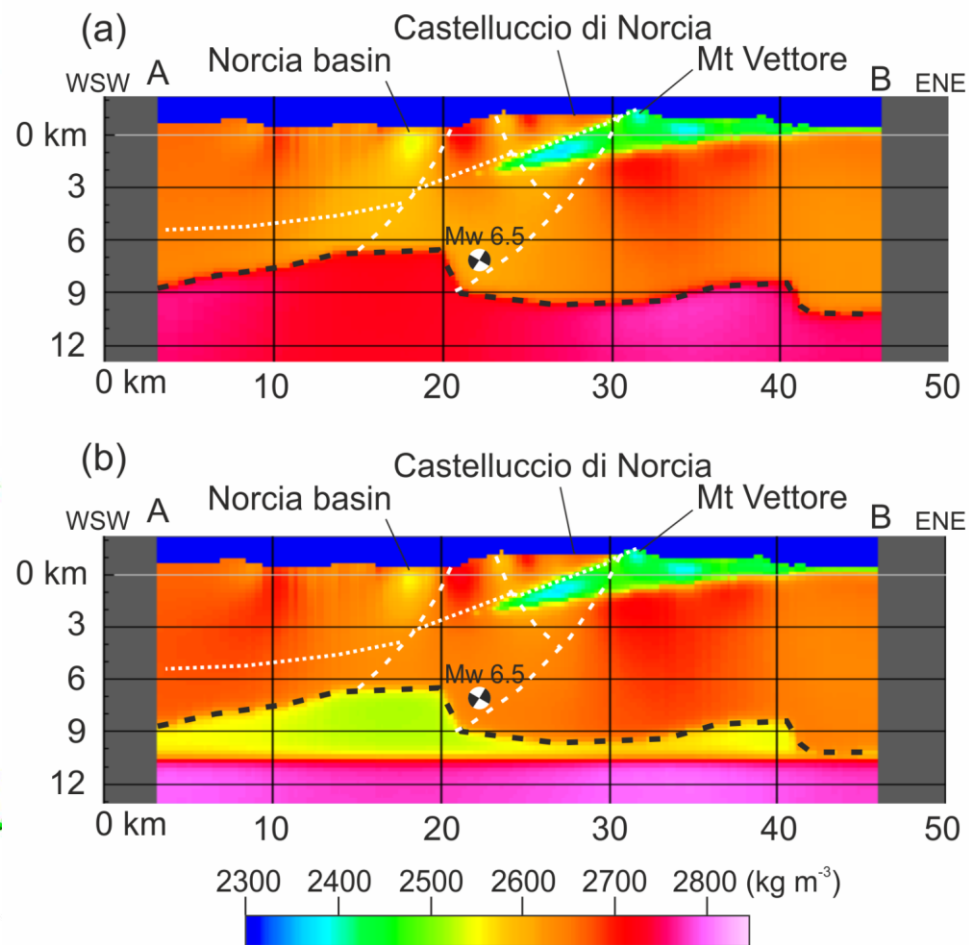 (a)
Castelluccio di Norcia
Norcia basin
Mt Vettore
WSW A
B ENE
0 km
3
6
Mw 6.5
9
12
0 km 10 20 30 40 50
(b)
Castelluccio di Norcia
Norcia basin
Mt Vettore
WSW A
B ENE
0 km
3
6
Mw 6.5
9
12
0 km 10 20 30 40 50
2300 2400 2500 2600 2700 2800 (kg m⁻³)